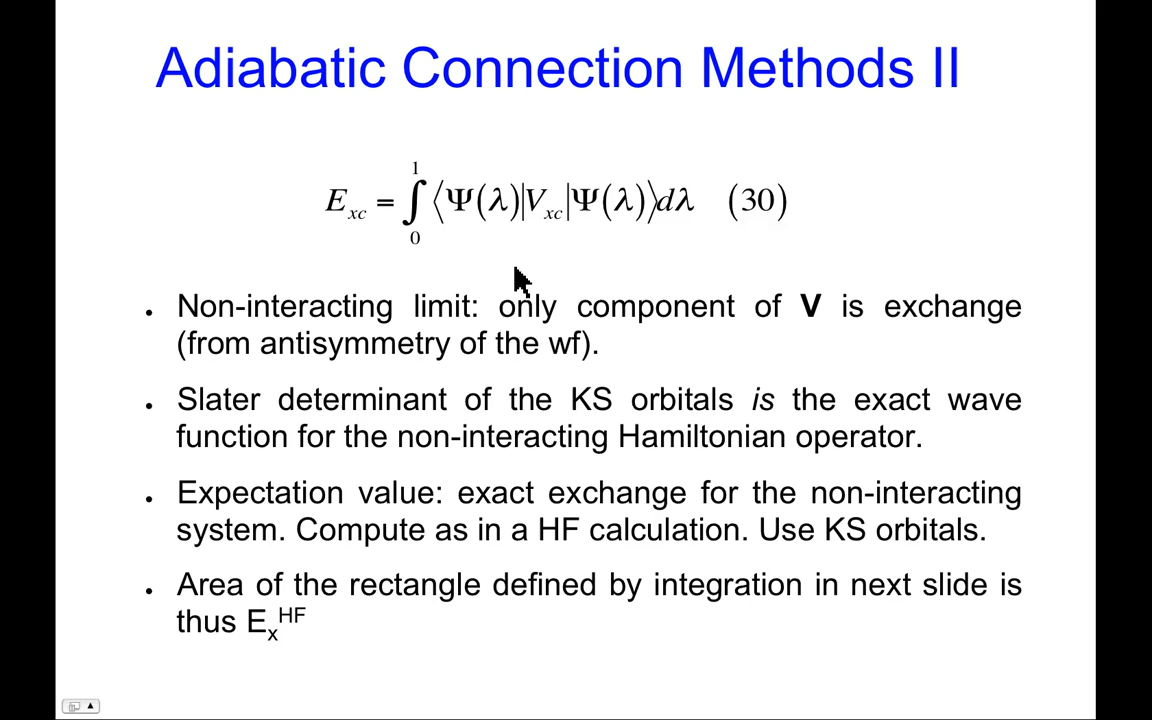 Adiabatic Connection Methods II
E_xc = ∫₀¹ ⟨Ψ(λ)|V_xc|Ψ(λ)⟩dλ (30)
• Non-interacting limit: only component of V is exchange
(from antisymmetry of the wf).
• Slater determinant of the KS orbitals is the exact wave
function for the non-interacting Hamiltonian operator.
• Expectation value: exact exchange for the non-interacting
system. Compute as in a HF calculation. Use KS orbitals.
• Area of the rectangle defined by integration in next slide is
thus E_x^HF